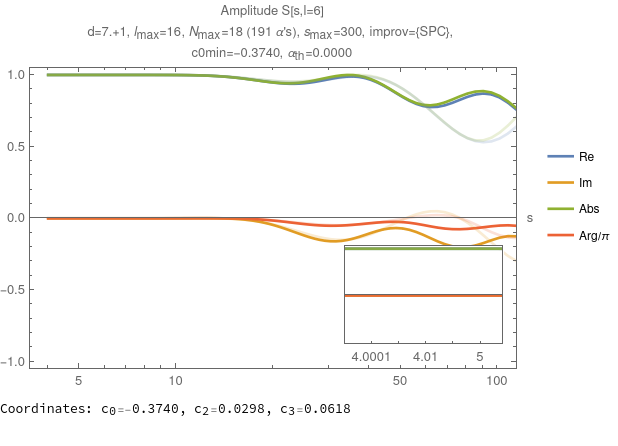 Amplitude S[s,l=6]
d=7.+1, lmax=16, Nmax=18 (191 α's), smax=300, improv={SPC},
c0min=-0.3740, αth=0.0000
1.0
0.5
0.0
-0.5
-1.0
s
Re
Im
Abs
Arg/π
4.0001 4.01 5
5 10 50 100
Coordinates: c0=-0.3740, c2=0.0298, c3=0.0618